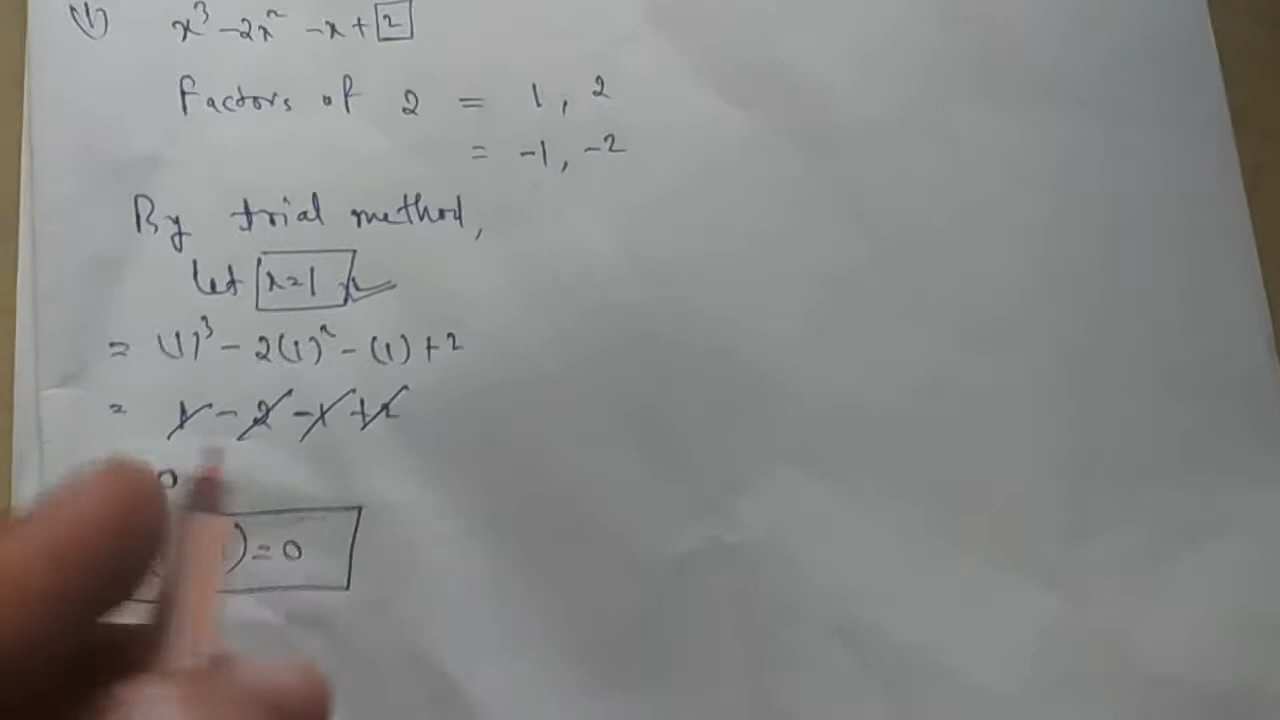 (1) x³ - 2x² - x + 2
Factors of 2 = 1, 2
= -1, -2
By trial method,
let x=1
= (1)³ - 2(1)² - (1) + 2
= 1 - 2 - 1 + 2
0
) = 0